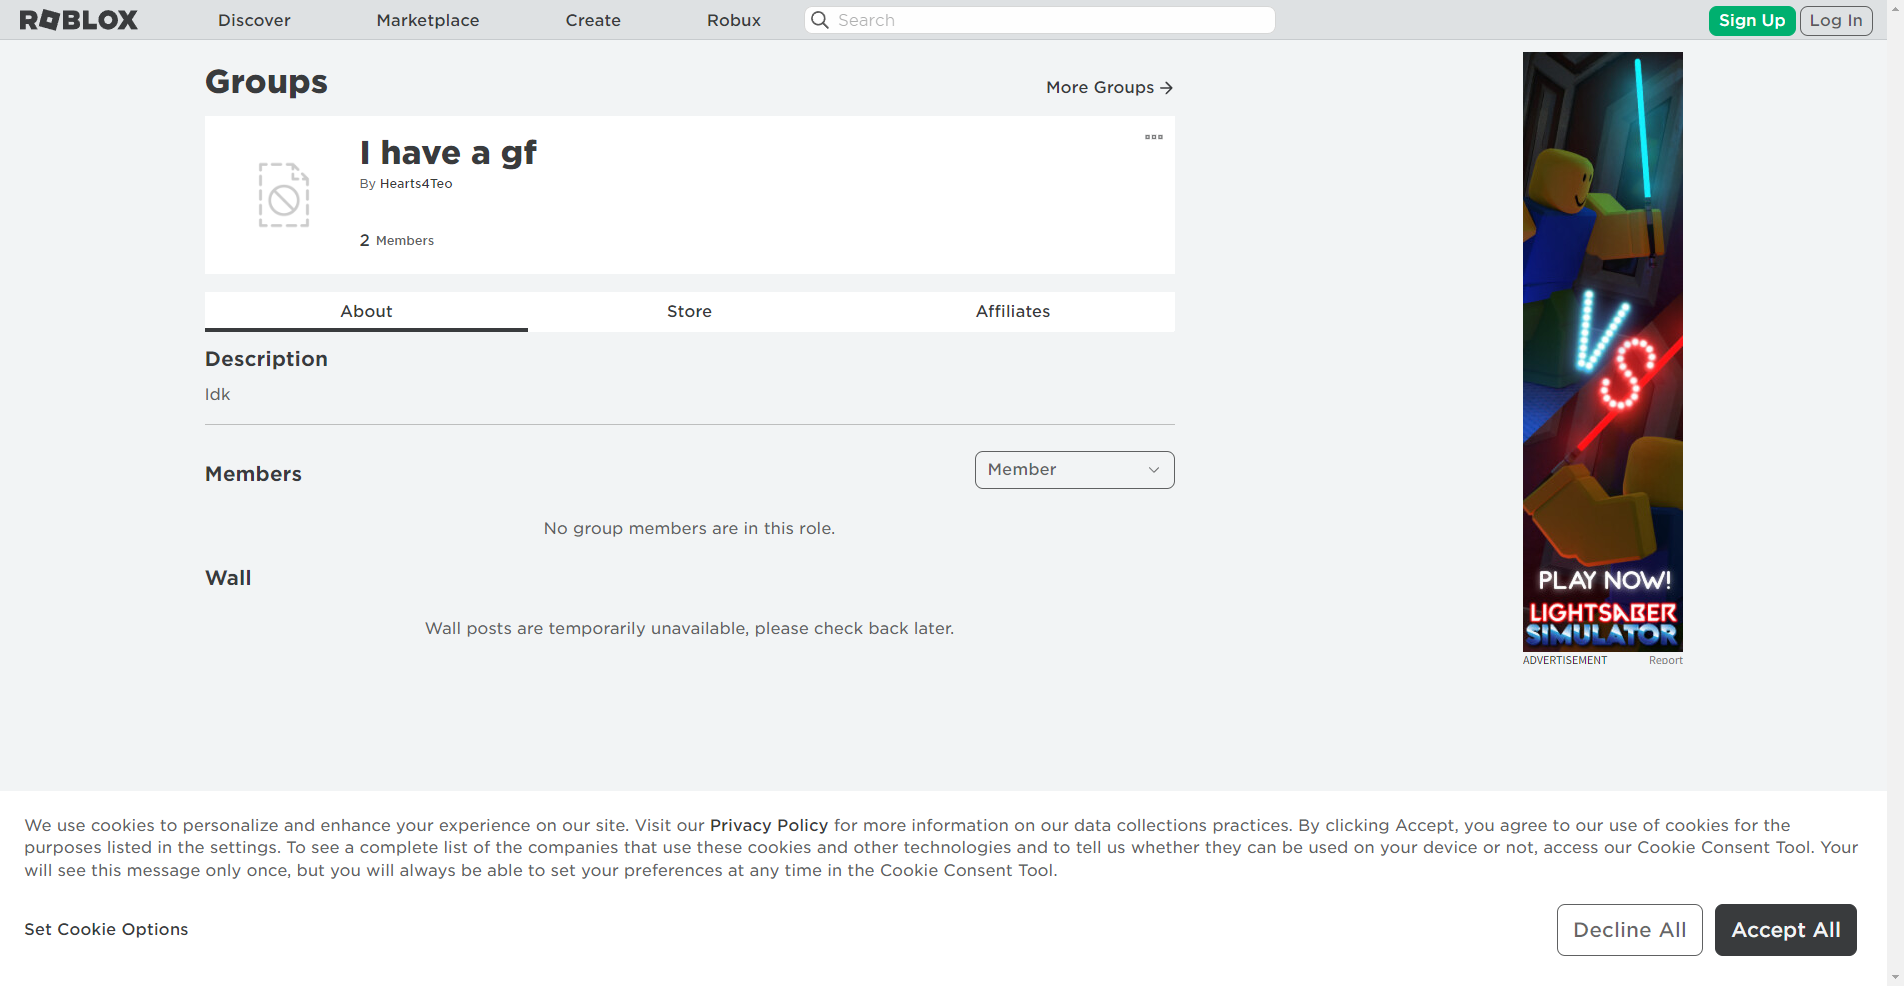 ROBLOX Discover Marketplace Create Robux Search Sign Up Log In
Groups
More Groups
I have a gf
By Hearts4Teo
2 Members
About Store Affiliates
Description
Idk
Members
Member
No group members are in this role.
Wall
Wall posts are temporarily unavailable, please check back later.
VS
PLAY NOW!
LIGHTSABER
SIMULATOR
ADVERTISEMENT Report
We use cookies to personalize and enhance your experience on our site. Visit our Privacy Policy for more information on our data collections practices. By clicking Accept, you agree to our use of cookies for the
purposes listed in the settings. To see a complete list of the companies that use these cookies and other technologies and to tell us whether they can be used on your device or not, access our Cookie Consent Tool. Your
will see this message only once, but you will always be able to set your preferences at any time in the Cookie Consent Tool.
Set Cookie Options
Decline All
Accept All